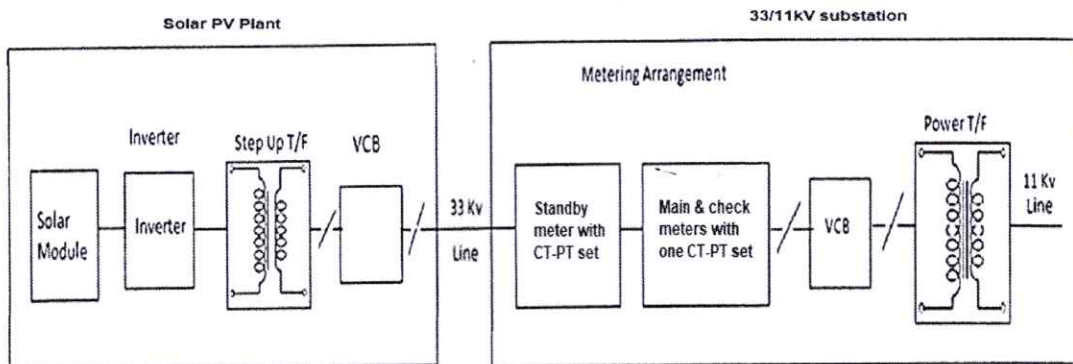 Solar PV Plant
33/11kV substation
Metering Arrangement
Inverter
Step Up T/F
VCB
Power T/F
Solar
Module
Inverter
33 Kv
Line
Standby
meter with
CT-PT set
Main & check
meters with
one CT-PT set
VCB
11 Kv
Line